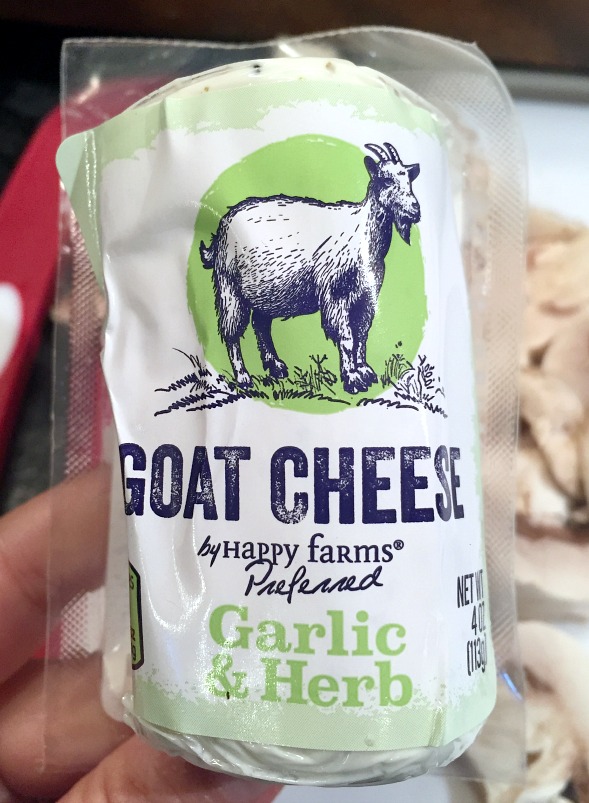 GOAT CHEESE
by Happy farms®
Preferred
Garlic
& Herb
NET WT
4 OZ
(113g)